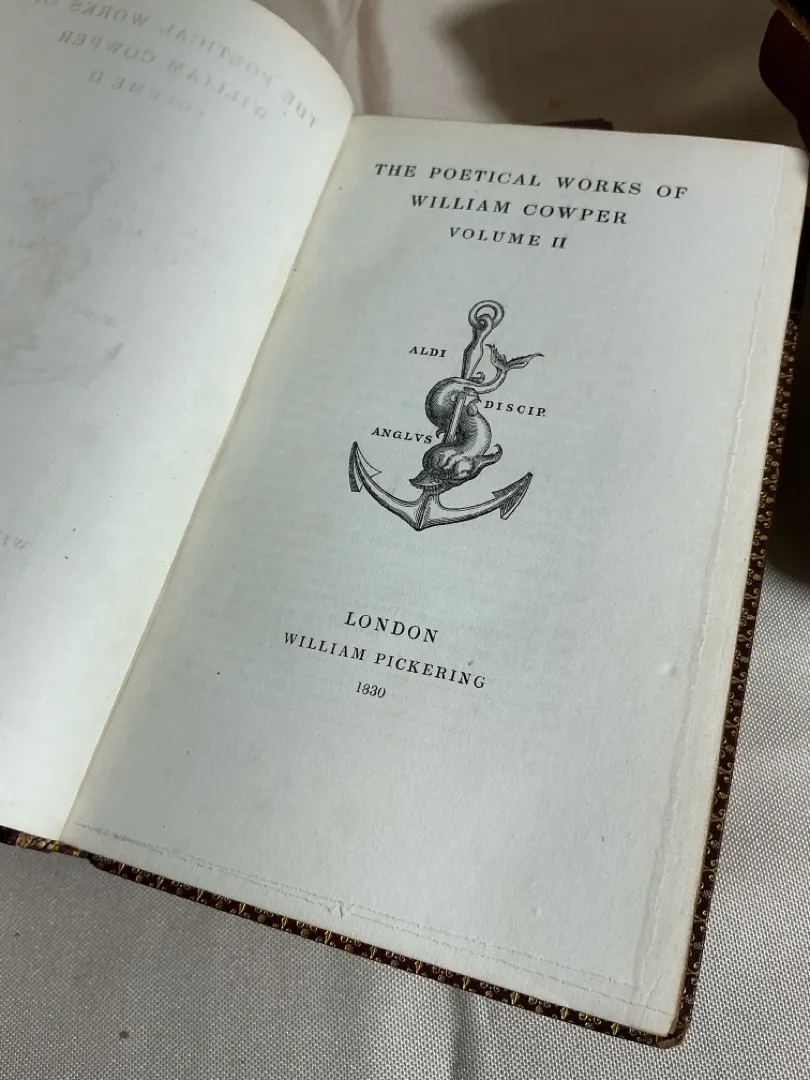 THE POETICAL WORKS OF
WILLIAM COWPER
VOLUME II
ALDI
DISCIP.
ANGLVS
LONDON
WILLIAM PICKERING
1830